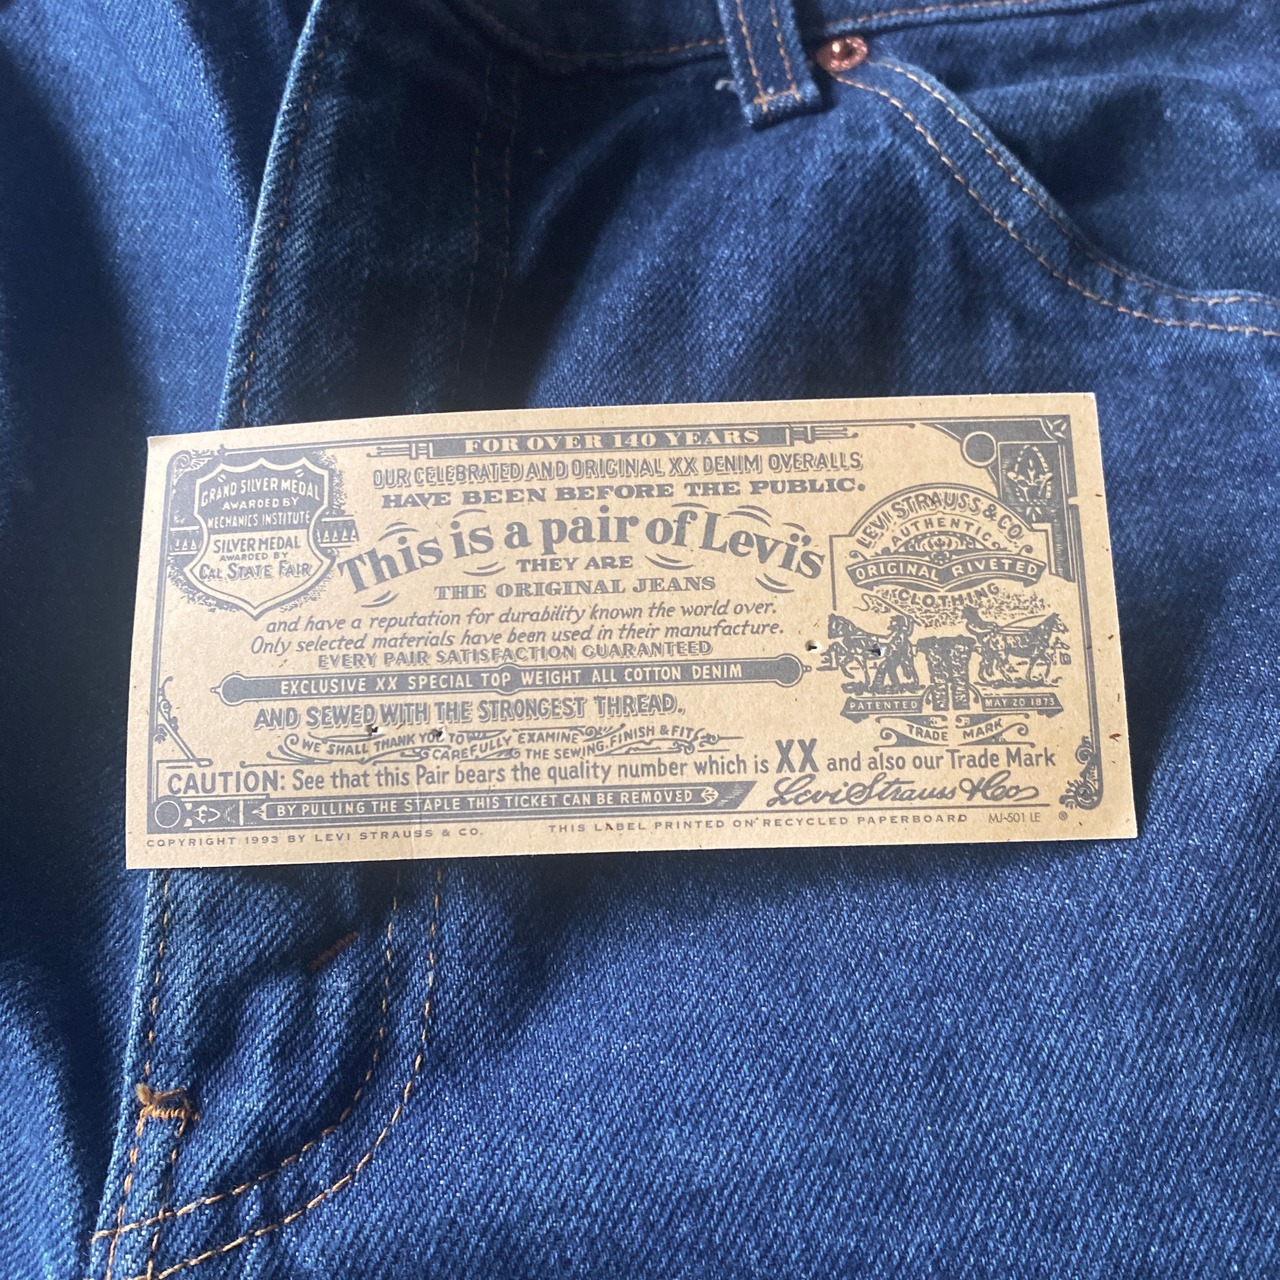 FOR OVER 140 YEARS
OUR CELEBRATED AND ORIGINAL XX DENIM OVERALLS
HAVE BEEN BEFORE THE PUBLIC.
GRAND SILVER MEDAL
AWARDED BY
MECHANICS INSTITUTE
SILVER MEDAL
AWARDED BY
CAL STATE FAIR
This is a pair of Levi's
THEY ARE
THE ORIGINAL JEANS
and have a reputation for durability known the world over.
Only selected materials have been used in their manufacture.
EVERY PAIR SATISFACTION GUARANTEED
EXCLUSIVE XX SPECIAL TOP WEIGHT ALL COTTON DENIM
AND SEWED WITH THE STRONGEST THREAD.
WE SHALL THANK YOU TO CAREFULLY EXAMINE THE SEWING, FINISH & FIT
LEVI STRAUSS & CO.
AUTHENTIC
ORIGINAL RIVETED
CLOTHING
PATENTED MAY 20 1873
TRADE MARK
CAUTION: See that this Pair bears the quality number which is XX and also our Trade Mark
BY PULLING THE STAPLE THIS TICKET CAN BE REMOVED
Levi Strauss & Co
COPYRIGHT 1993 BY LEVI STRAUSS & CO.
THIS LABEL PRINTED ON RECYCLED PAPERBOARD MJ-501 LE ®